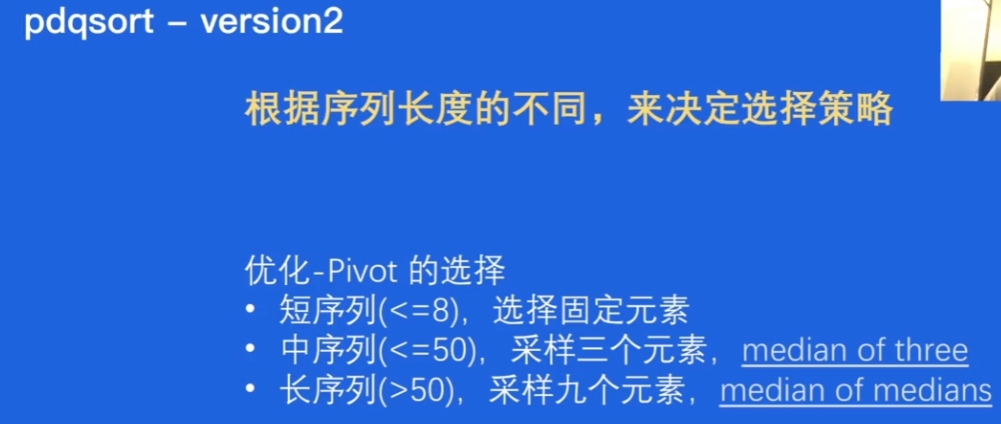 pdqsort – version2
根据序列长度的不同，来决定选择策略
优化-Pivot 的选择
• 短序列(<=8)，选择固定元素
• 中序列(<=50)，采样三个元素，median of three
• 长序列(>50)，采样九个元素，median of medians